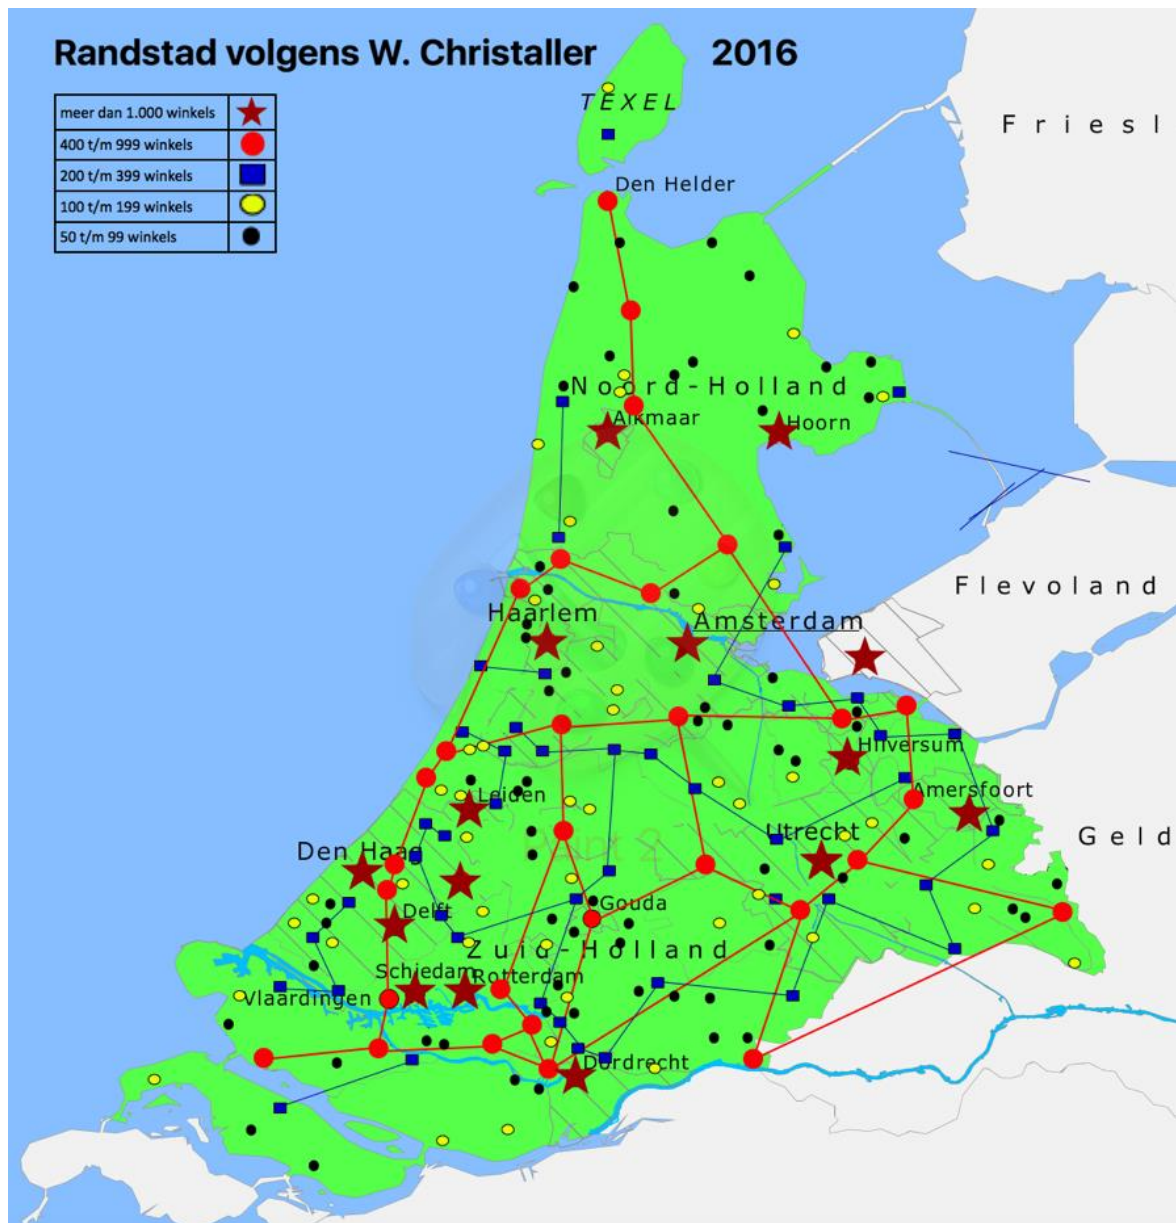 Randstad volgens W. Christaller 2016
meer dan 1.000 winkels
400 t/m 999 winkels
200 t/m 399 winkels
100 t/m 199 winkels
50 t/m 99 winkels
TEXEL
Friesl
Den Helder
Noord-Holland
Alkmaar
Hoorn
Flevoland
Haarlem
Amsterdam
Hilversum
Leiden
Amersfoort
Utrecht
Geld
Den Haag
Gouda
Delft
Zuid-Holland
Schiedam
Rotterdam
Vlaardingen
Dordrecht